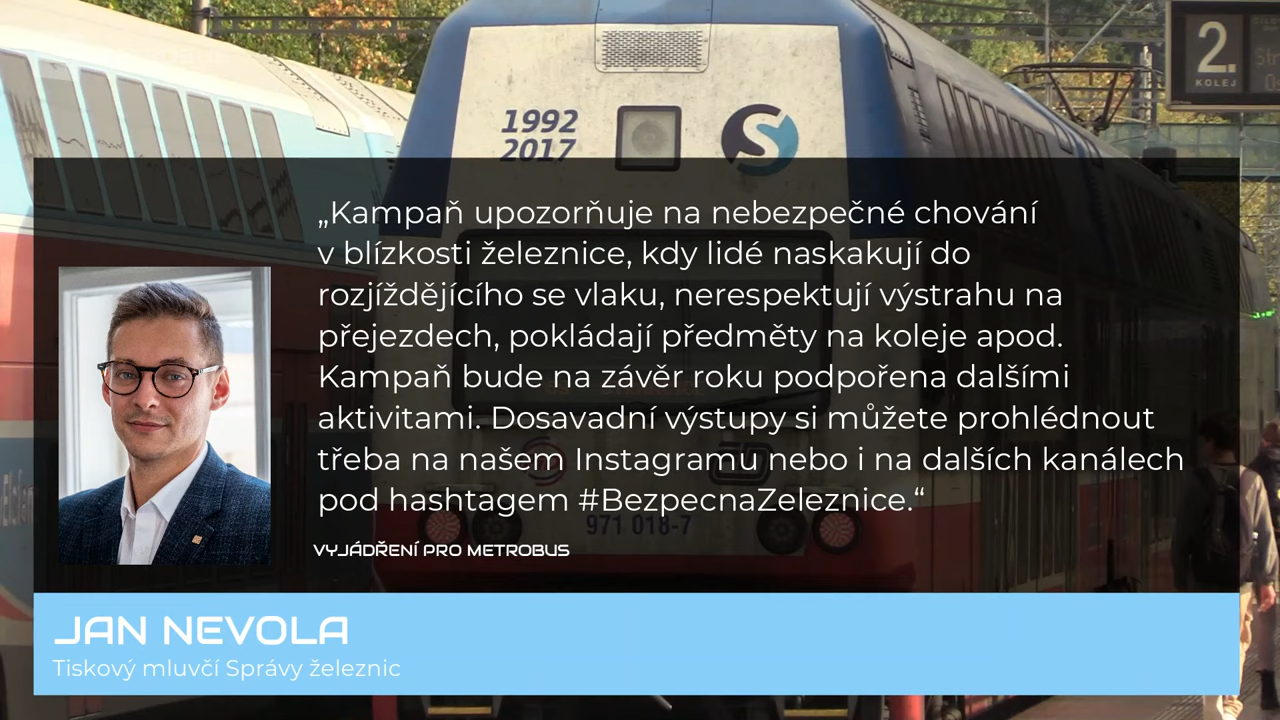 2.
KOLEJ
1992
2017
„Kampaň upozorňuje na nebezpečné chování
v blízkosti železnice, kdy lidé naskakují do
rozjíždějícího se vlaku, nerespektují výstrahu na
přejezdech, pokládají předměty na koleje apod.
Kampaň bude na závěr roku podpořena dalšími
aktivitami. Dosavadní výstupy si můžete prohlédnout
třeba na našem Instagramu nebo i na dalších kanálech
pod hashtagem #BezpecnaZeleznice.“
971 018-7
VYJÁDŘENÍ PRO METROBUS
JAN NEVOLA
Tiskový mluvčí Správy železnic